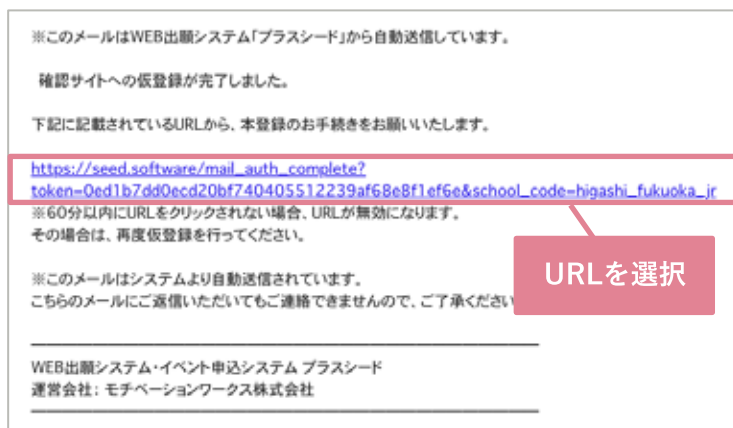 ※このメールはWEB出願システム「プラスシード」から自動送信しています。
確認サイトへの仮登録が完了しました。
下記に記載されているURLから、本登録のお手続きをお願いいたします。
https://seed.software/mail_auth_complete?
token=0ed1b7dd0ecd20bf740405512239af68e8f1ef6e&school_code=higashi_fukuoka_jr
※60分以内にURLをクリックされない場合、URLが無効になります。
その場合は、再度仮登録を行ってください。
URLを選択
※このメールはシステムより自動送信されています。
こちらのメールにご返信いただいてもご連絡できませんので、ご了承ください
WEB出願システム・イベント申込システム プラスシード
運営会社: モチベーションワークス株式会社